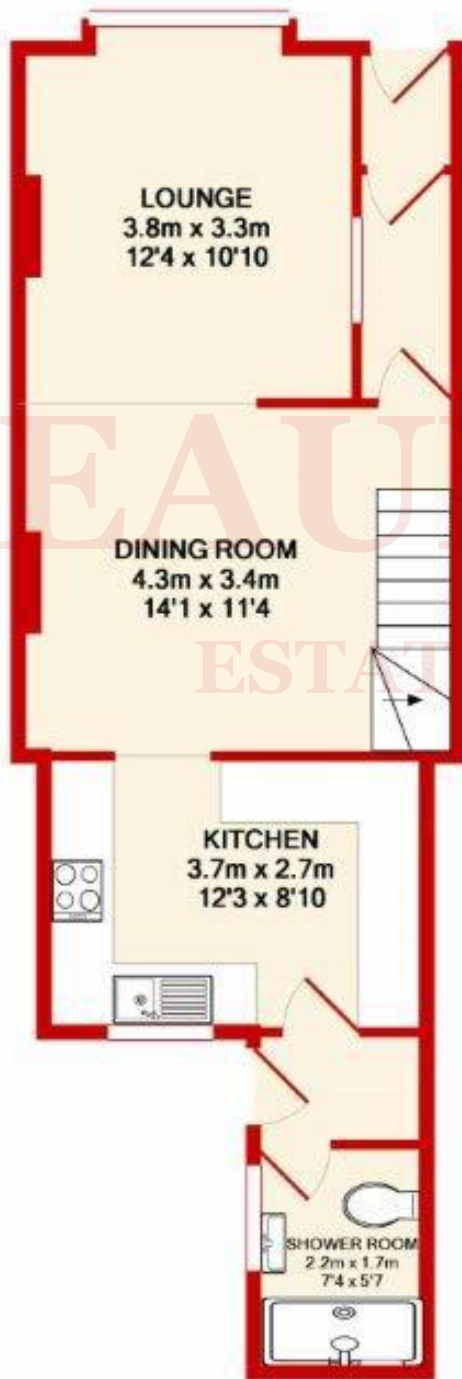 LOUNGE
3.8m x 3.3m
12'4 x 10'10
EAU
DINING ROOM
4.3m x 3.4m
14'1 x 11'4
ESTAT
KITCHEN
3.7m x 2.7m
12'3 x 8'10
SHOWER ROOM
2.2m x 1.7m
7'4 x 5'7